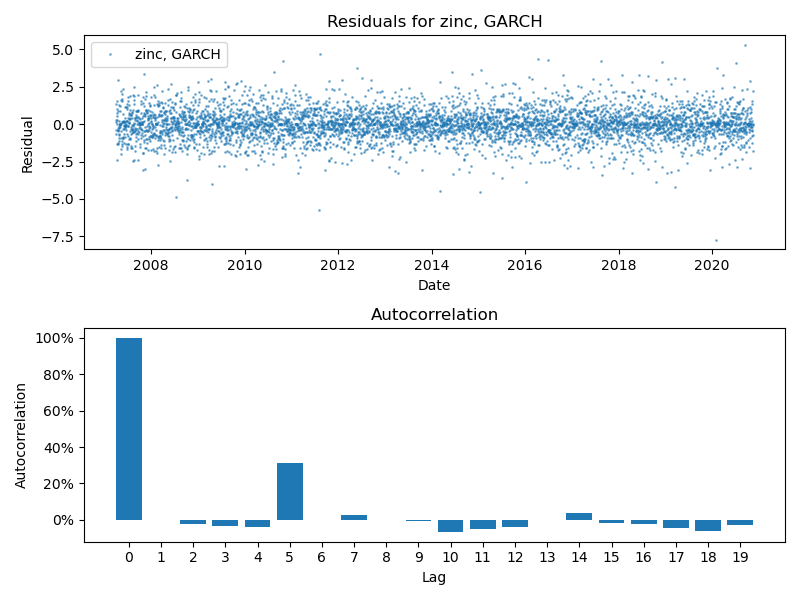 Residuals for zinc, GARCH
zinc, GARCH
5.0
2.5
0.0
−2.5
−5.0
−7.5
Residual
2008 2010 2012 2014 2016 2018 2020
Date
Autocorrelation
100%
80%
60%
40%
20%
0%
Autocorrelation
0 1 2 3 4 5 6 7 8 9 10 11 12 13 14 15 16 17 18 19
Lag